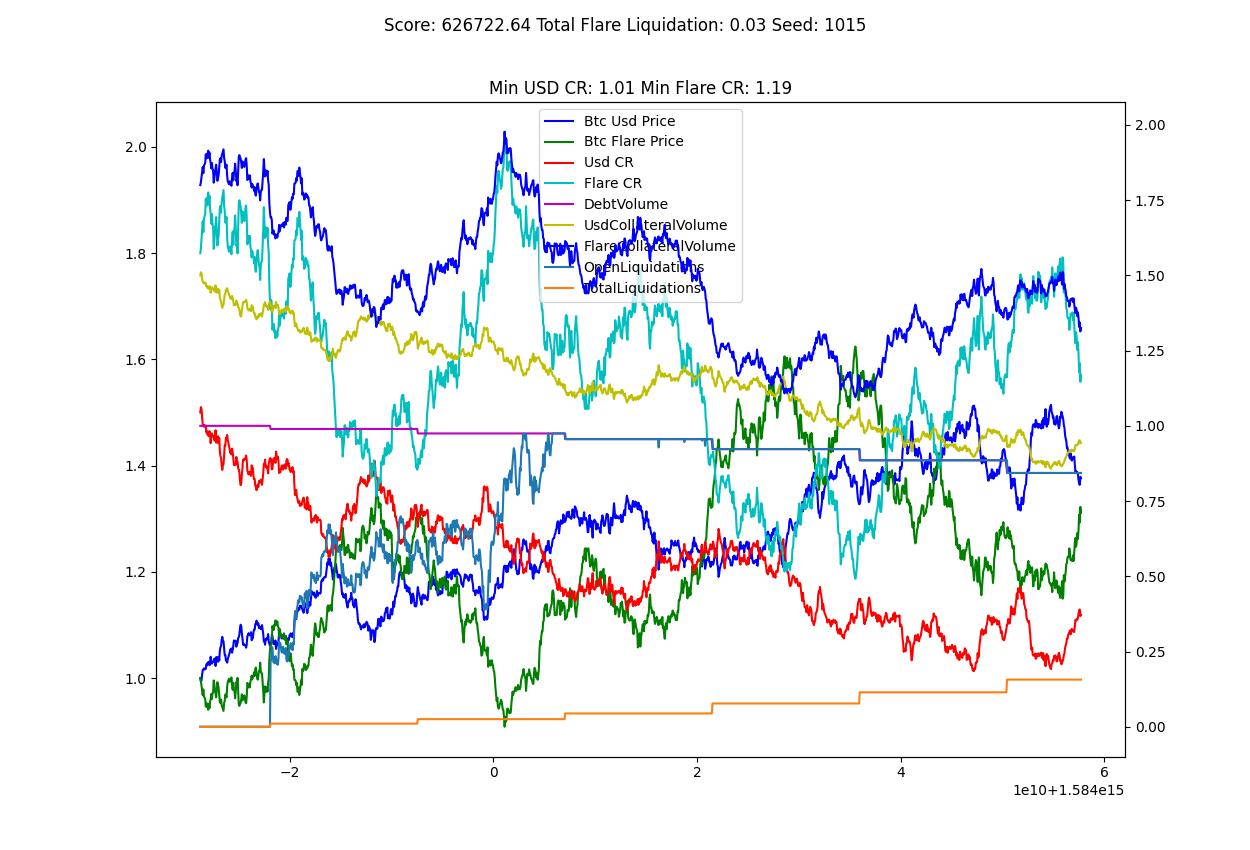 Score: 626722.64 Total Flare Liquidation: 0.03 Seed: 1015
Min USD CR: 1.01 Min Flare CR: 1.19
Btc Usd Price
Btc Flare Price
Usd CR
Flare CR
DebtVolume
UsdCollateralVolume
FlareCollateralVolume
OpenLiquidations
TotalLiquidations
2.0
1.8
1.6
1.4
1.2
1.0
2.00
1.75
1.50
1.25
1.00
0.75
0.50
0.25
0.00
−2 0 2 4 6
1e10+1.584e15